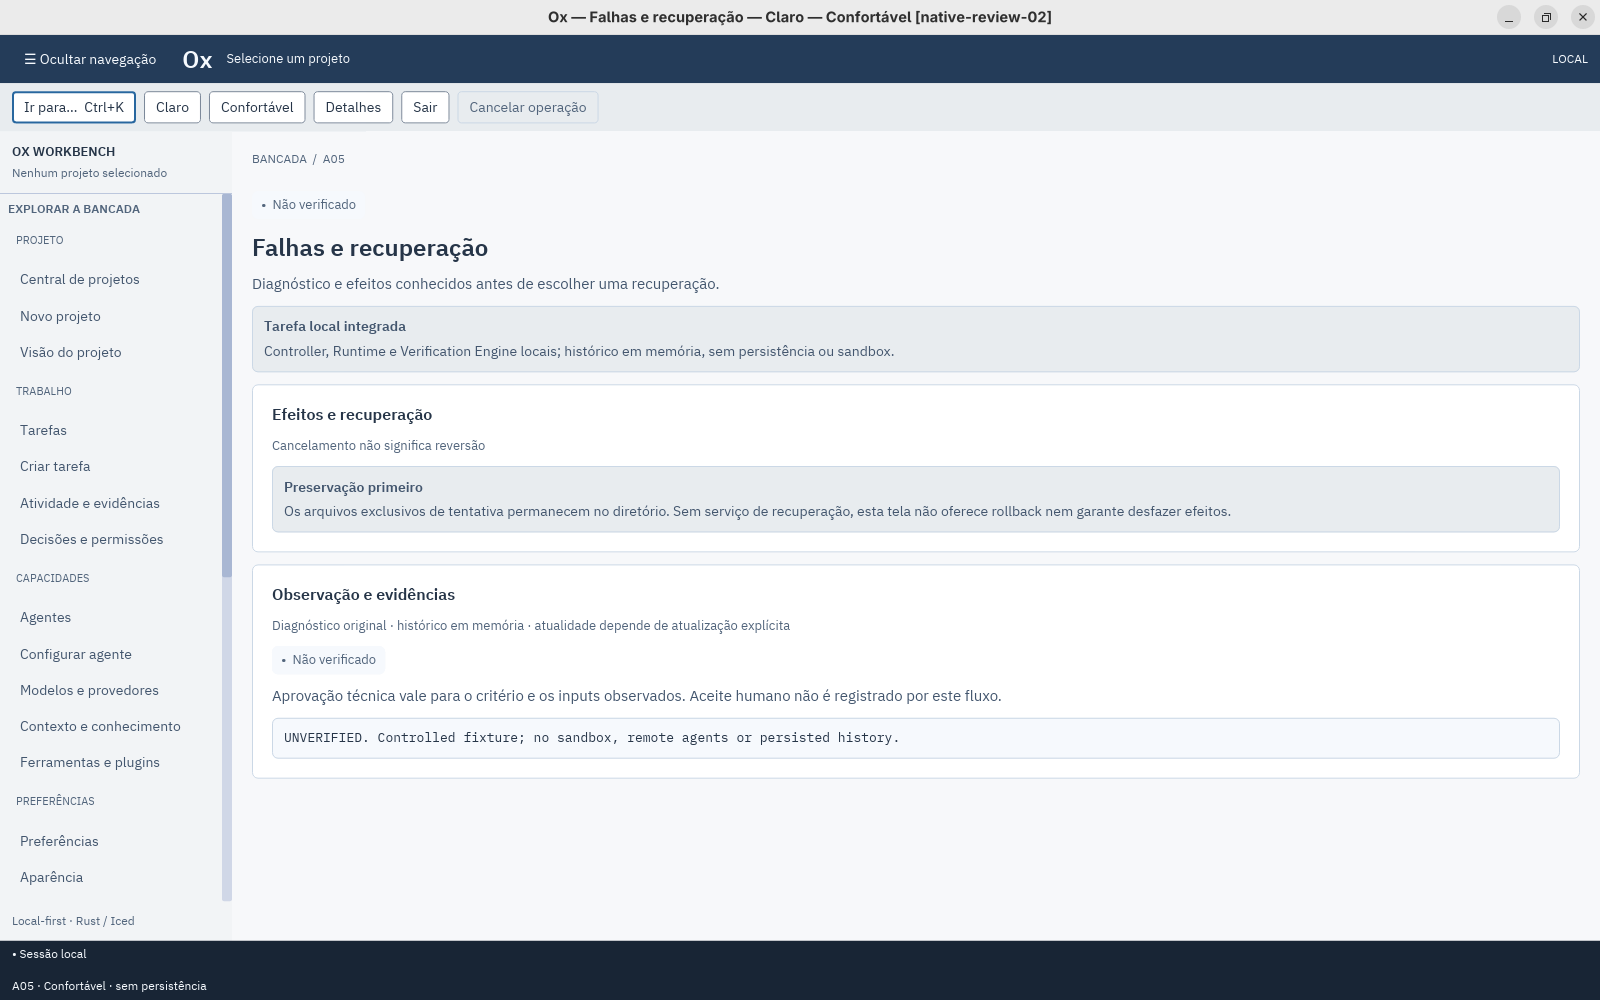 Ox — Falhas e recuperação — Claro — Confortável [native-review-02]
☰ Ocultar navegação
Ox
Selecione um projeto
LOCAL
Ir para... Ctrl+K
Claro
Confortável
Detalhes
Sair
Cancelar operação
OX WORKBENCH
Nenhum projeto selecionado
EXPLORAR A BANCADA
PROJETO
Central de projetos
Novo projeto
Visão do projeto
TRABALHO
Tarefas
Criar tarefa
Atividade e evidências
Decisões e permissões
CAPACIDADES
Agentes
Configurar agente
Modelos e provedores
Contexto e conhecimento
Ferramentas e plugins
PREFERÊNCIAS
Preferências
Aparência
Local-first · Rust / Iced
BANCADA / A05
• Não verificado
Falhas e recuperação
Diagnóstico e efeitos conhecidos antes de escolher uma recuperação.
Tarefa local integrada
Controller, Runtime e Verification Engine locais; histórico em memória, sem persistência ou sandbox.
Efeitos e recuperação
Cancelamento não significa reversão
Preservação primeiro
Os arquivos exclusivos de tentativa permanecem no diretório. Sem serviço de recuperação, esta tela não oferece rollback nem garante desfazer efeitos.
Observação e evidências
Diagnóstico original · histórico em memória · atualidade depende de atualização explícita
• Não verificado
Aprovação técnica vale para o critério e os inputs observados. Aceite humano não é registrado por este fluxo.
UNVERIFIED. Controlled fixture; no sandbox, remote agents or persisted history.
• Sessão local
A05 · Confortável · sem persistência